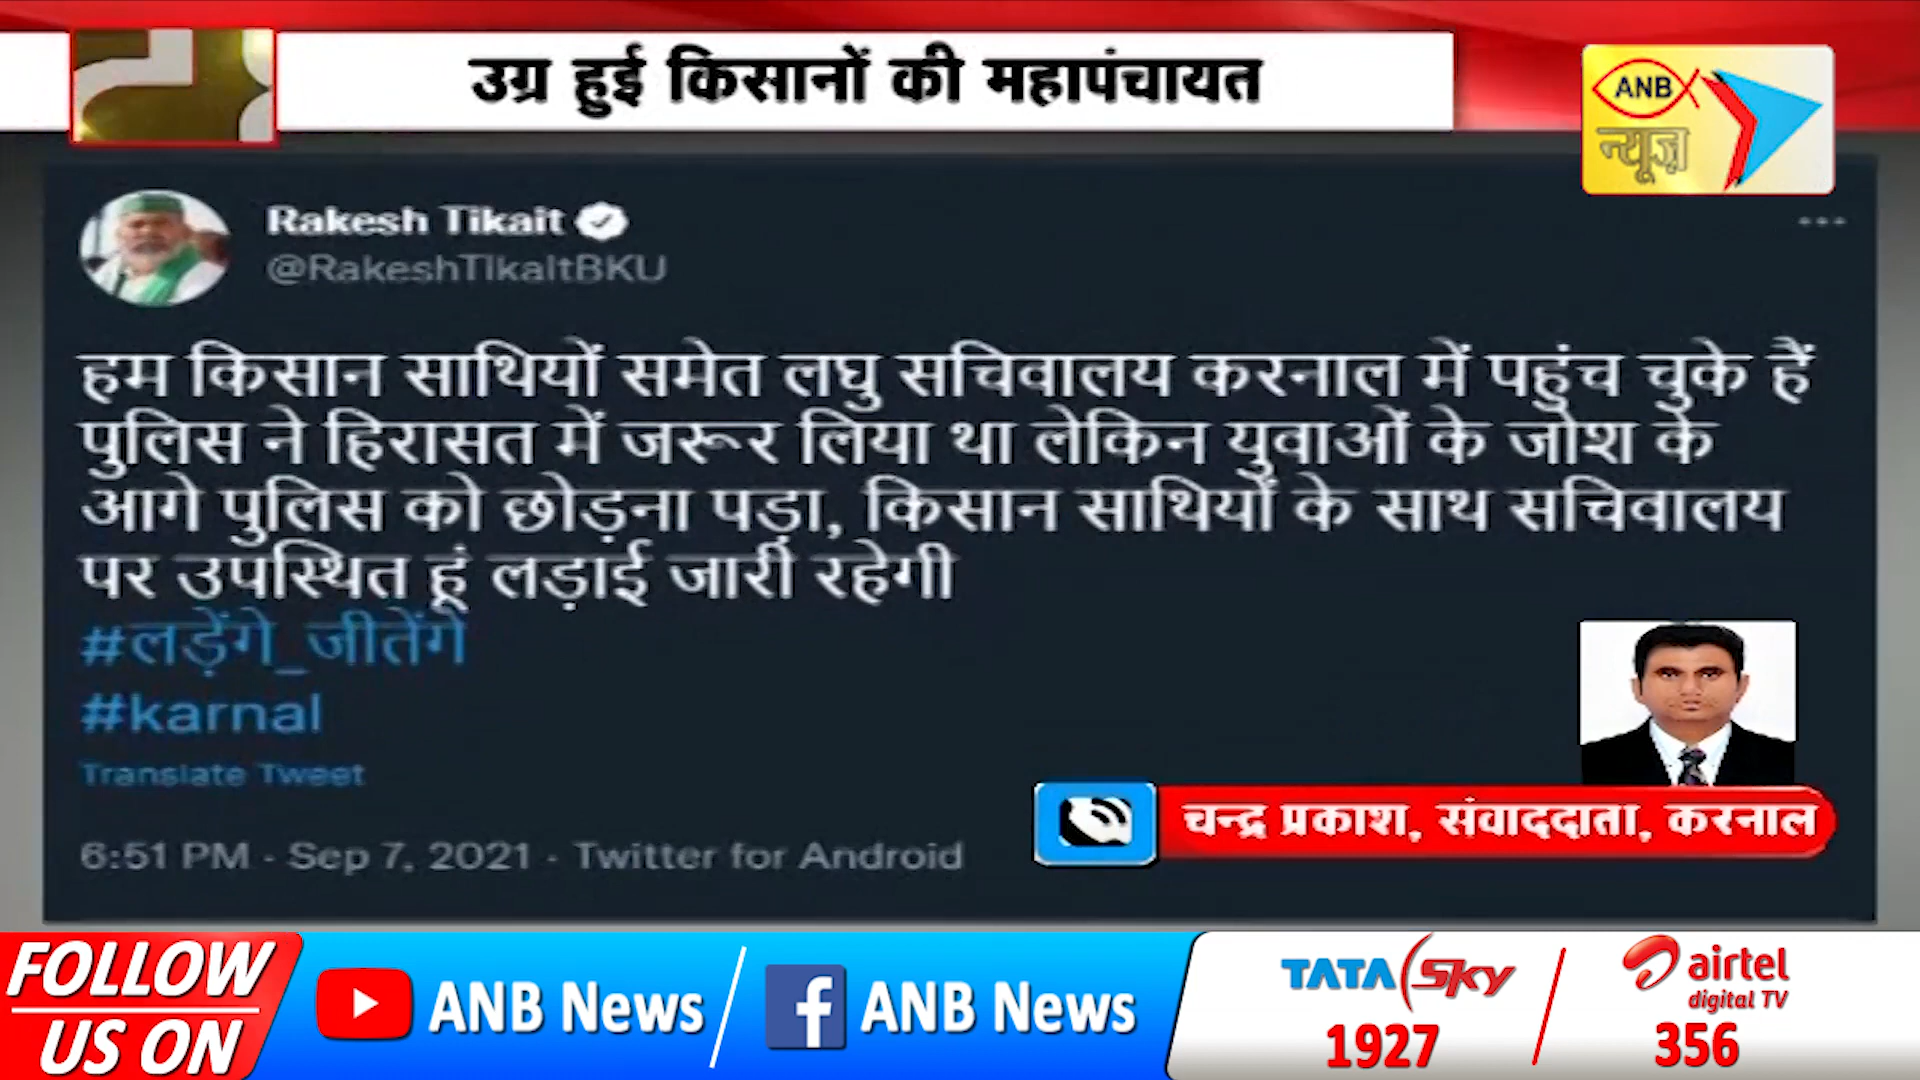 उग्र हुई किसानों की महापंचायत
ANB
न्यूज़
Rakesh Tikait
@RakeshTikaitBKU
हम किसान साथियों समेत लघु सचिवालय करनाल में पहुंच चुके हैं
पुलिस ने हिरासत में जरूर लिया था लेकिन युवाओं के जोश के
आगे पुलिस को छोड़ना पड़ा, किसान साथियों के साथ सचिवालय
पर उपस्थित हूं लड़ाई जारी रहेगी
#लड़ेंगे_जीतेंगे
#karnal
Translate Tweet
6:51 PM · Sep 7, 2021 · Twitter for Android
चन्द्र प्रकाश, संवाददाता, करनाल
FOLLOW
US ON
ANB News
ANB News
TATA Sky
1927
airtel
digital TV
356